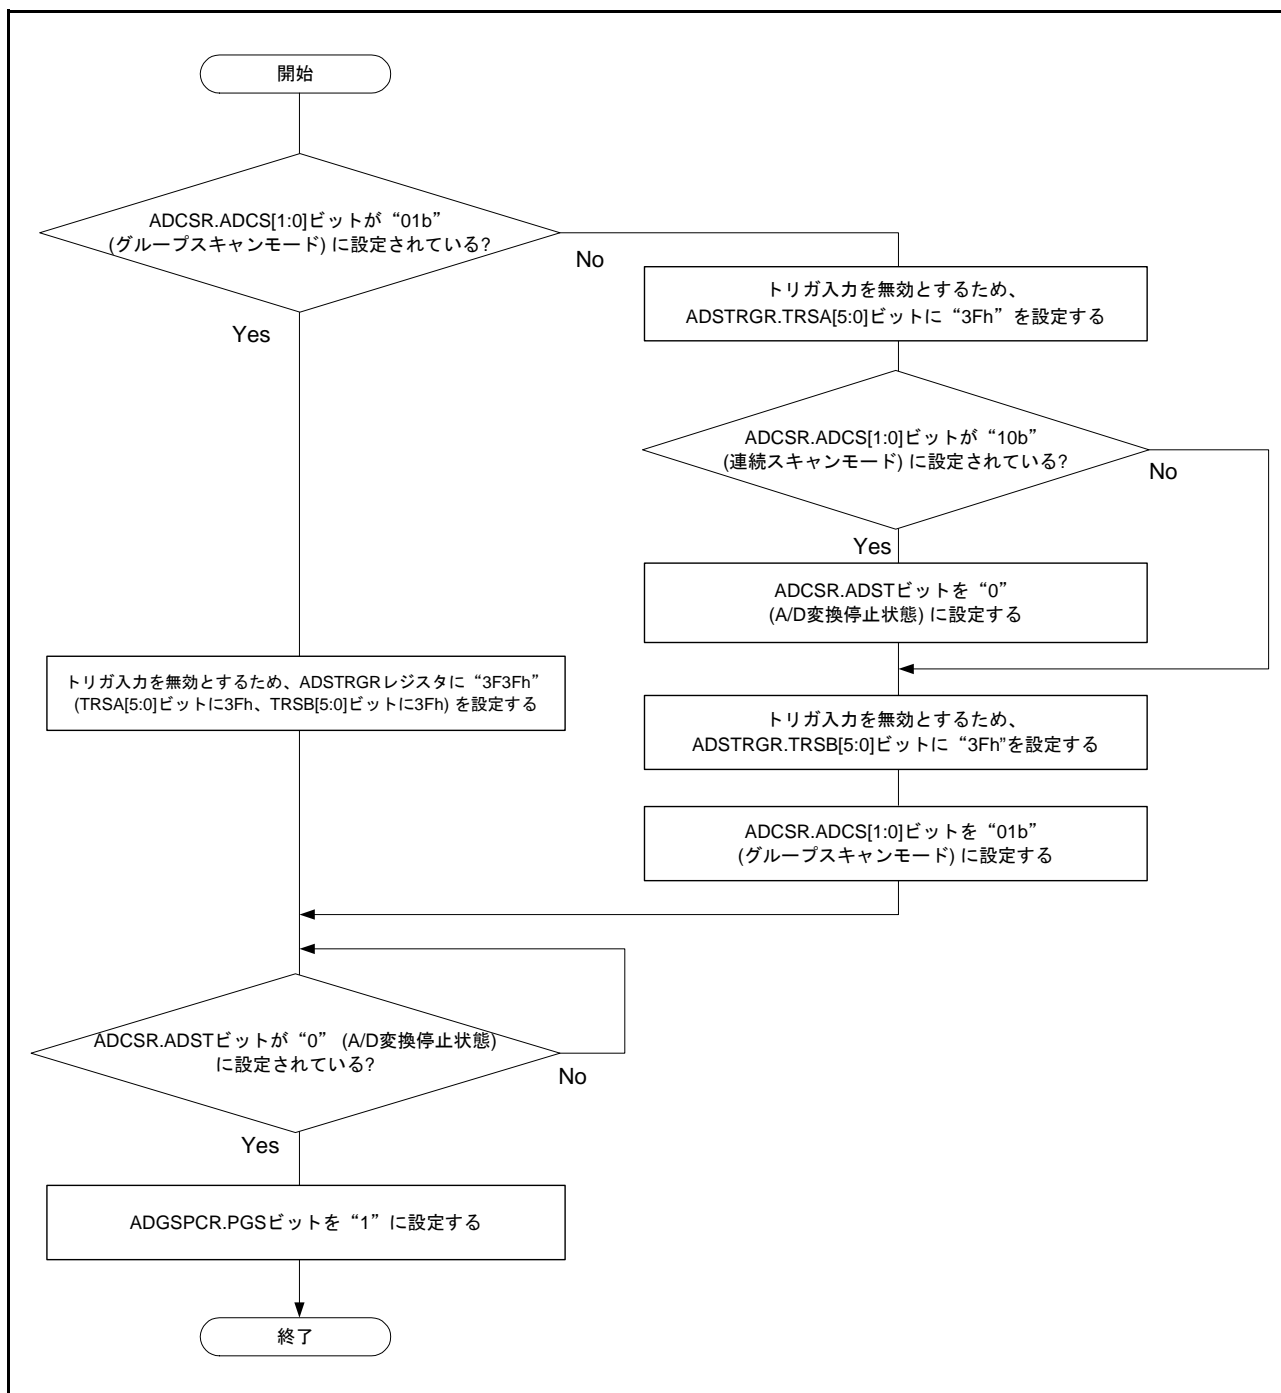 開始
ADCSR.ADCS[1:0]ビットが“01b”
(グループスキャンモード) に設定されている?
No
Yes
トリガ入力を無効とするため、
ADSTRGR.TRSA[5:0]ビットに“3Fh”を設定する
ADCSR.ADCS[1:0]ビットが“10b”
(連続スキャンモード) に設定されている?
No
Yes
ADCSR.ADSTビットを“0”
(A/D変換停止状態) に設定する
トリガ入力を無効とするため、ADSTRGRレジスタに“3F3Fh”
(TRSA[5:0]ビットに3Fh、TRSB[5:0]ビットに3Fh) を設定する
トリガ入力を無効とするため、
ADSTRGR.TRSB[5:0]ビットに“3Fh”を設定する
ADCSR.ADCS[1:0]ビットを“01b”
(グループスキャンモード) に設定する
ADCSR.ADSTビットが“0” (A/D変換停止状態)
に設定されている?
No
Yes
ADGSPCR.PGSビットを“1”に設定する
終了